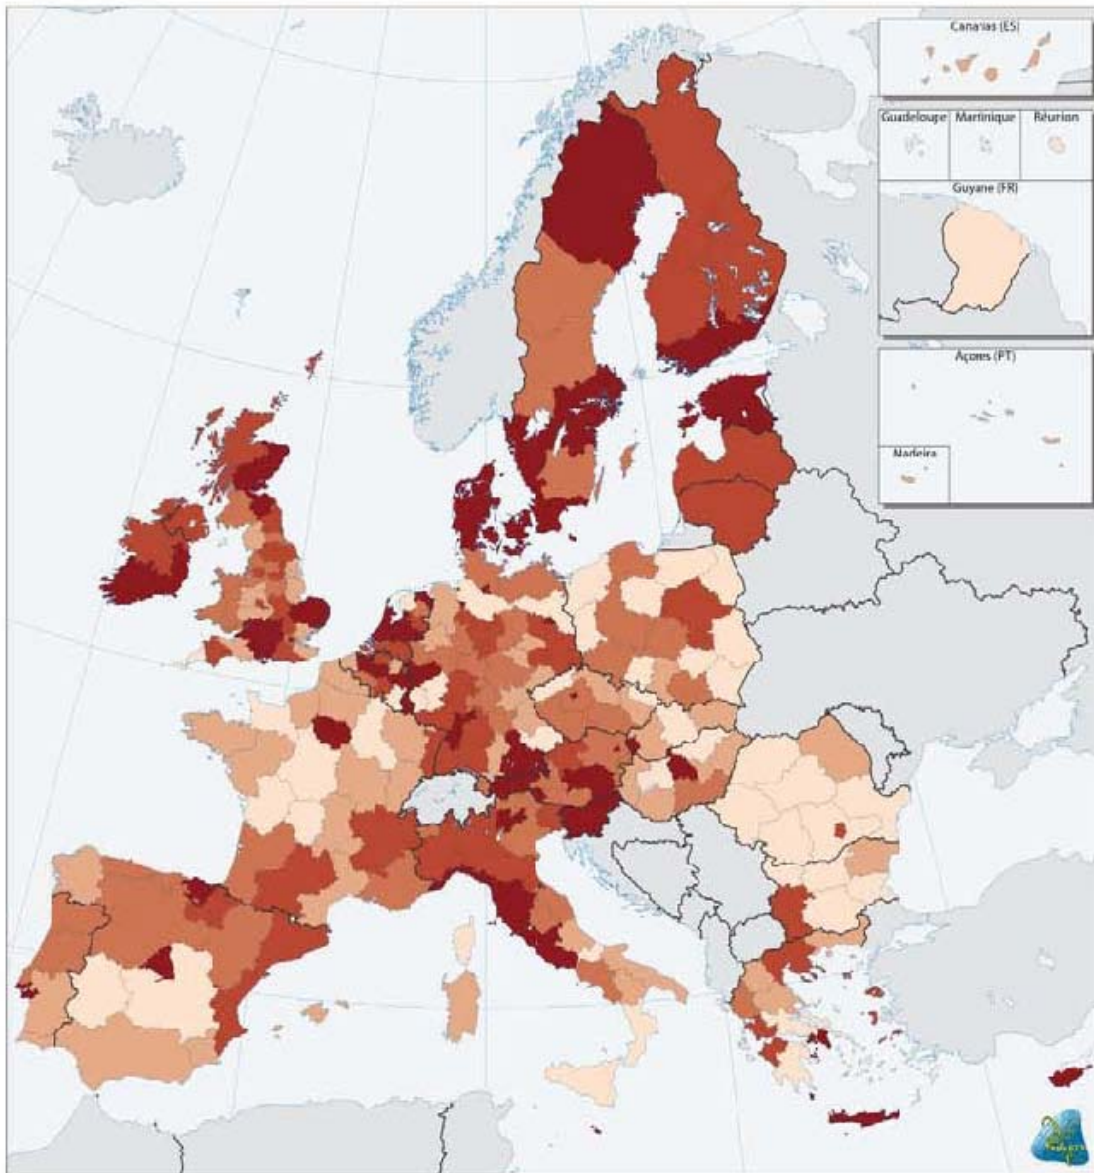 Canarias (ES)
Guadeloupe
Martinique
Réunion
Guyane (FR)
Açores (PT)
Madeira